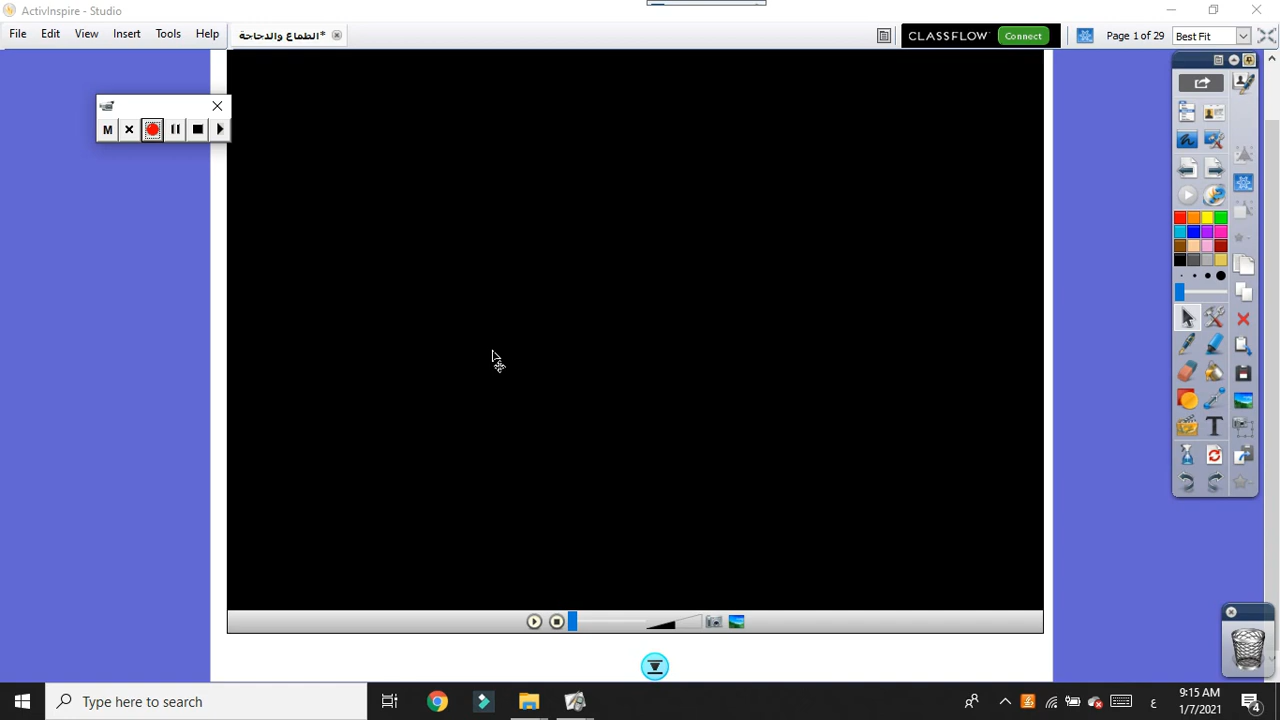 ActivInspire - Studio
File Edit View Insert Tools Help
الطماع والدجاجة*
CLASSFLOW Connect
Page 1 of 29
Best Fit
M
T
Type here to search
ع
9:15 AM
1/7/2021
4